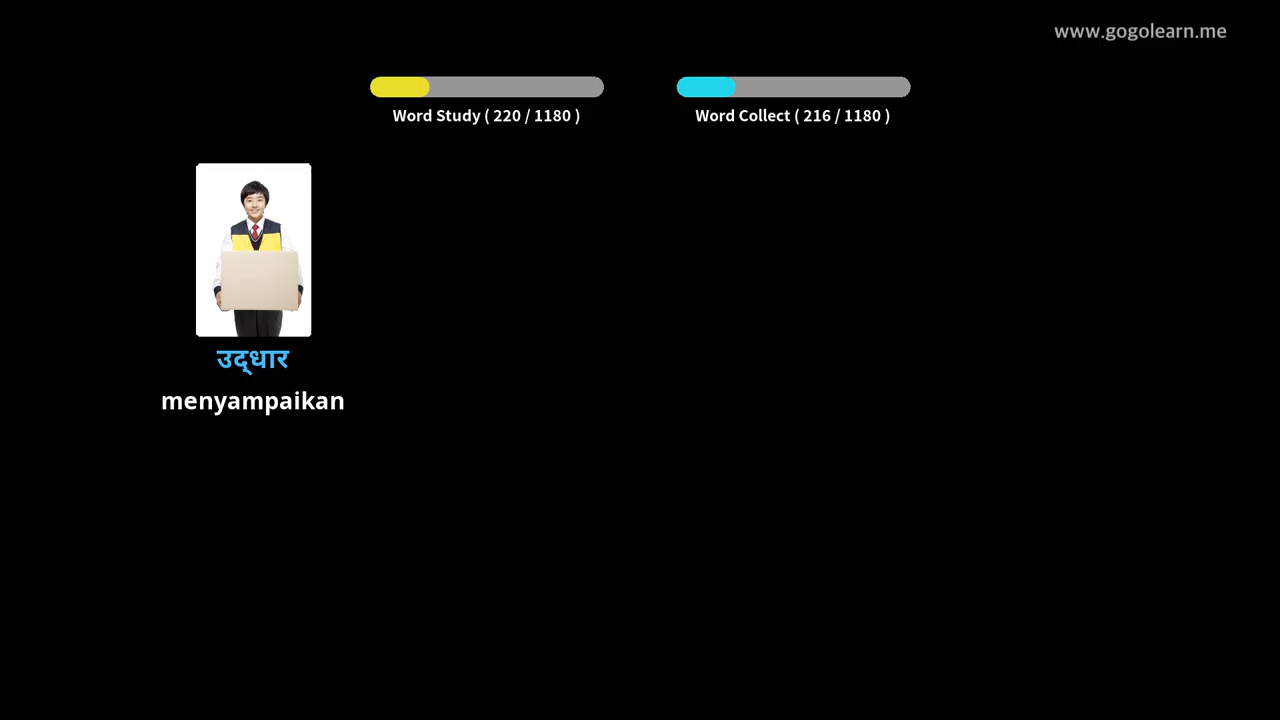 www.gogolearn.me
Word Study ( 220 / 1180 )
Word Collect ( 216 / 1180 )
उद्‌धार
menyampaikan